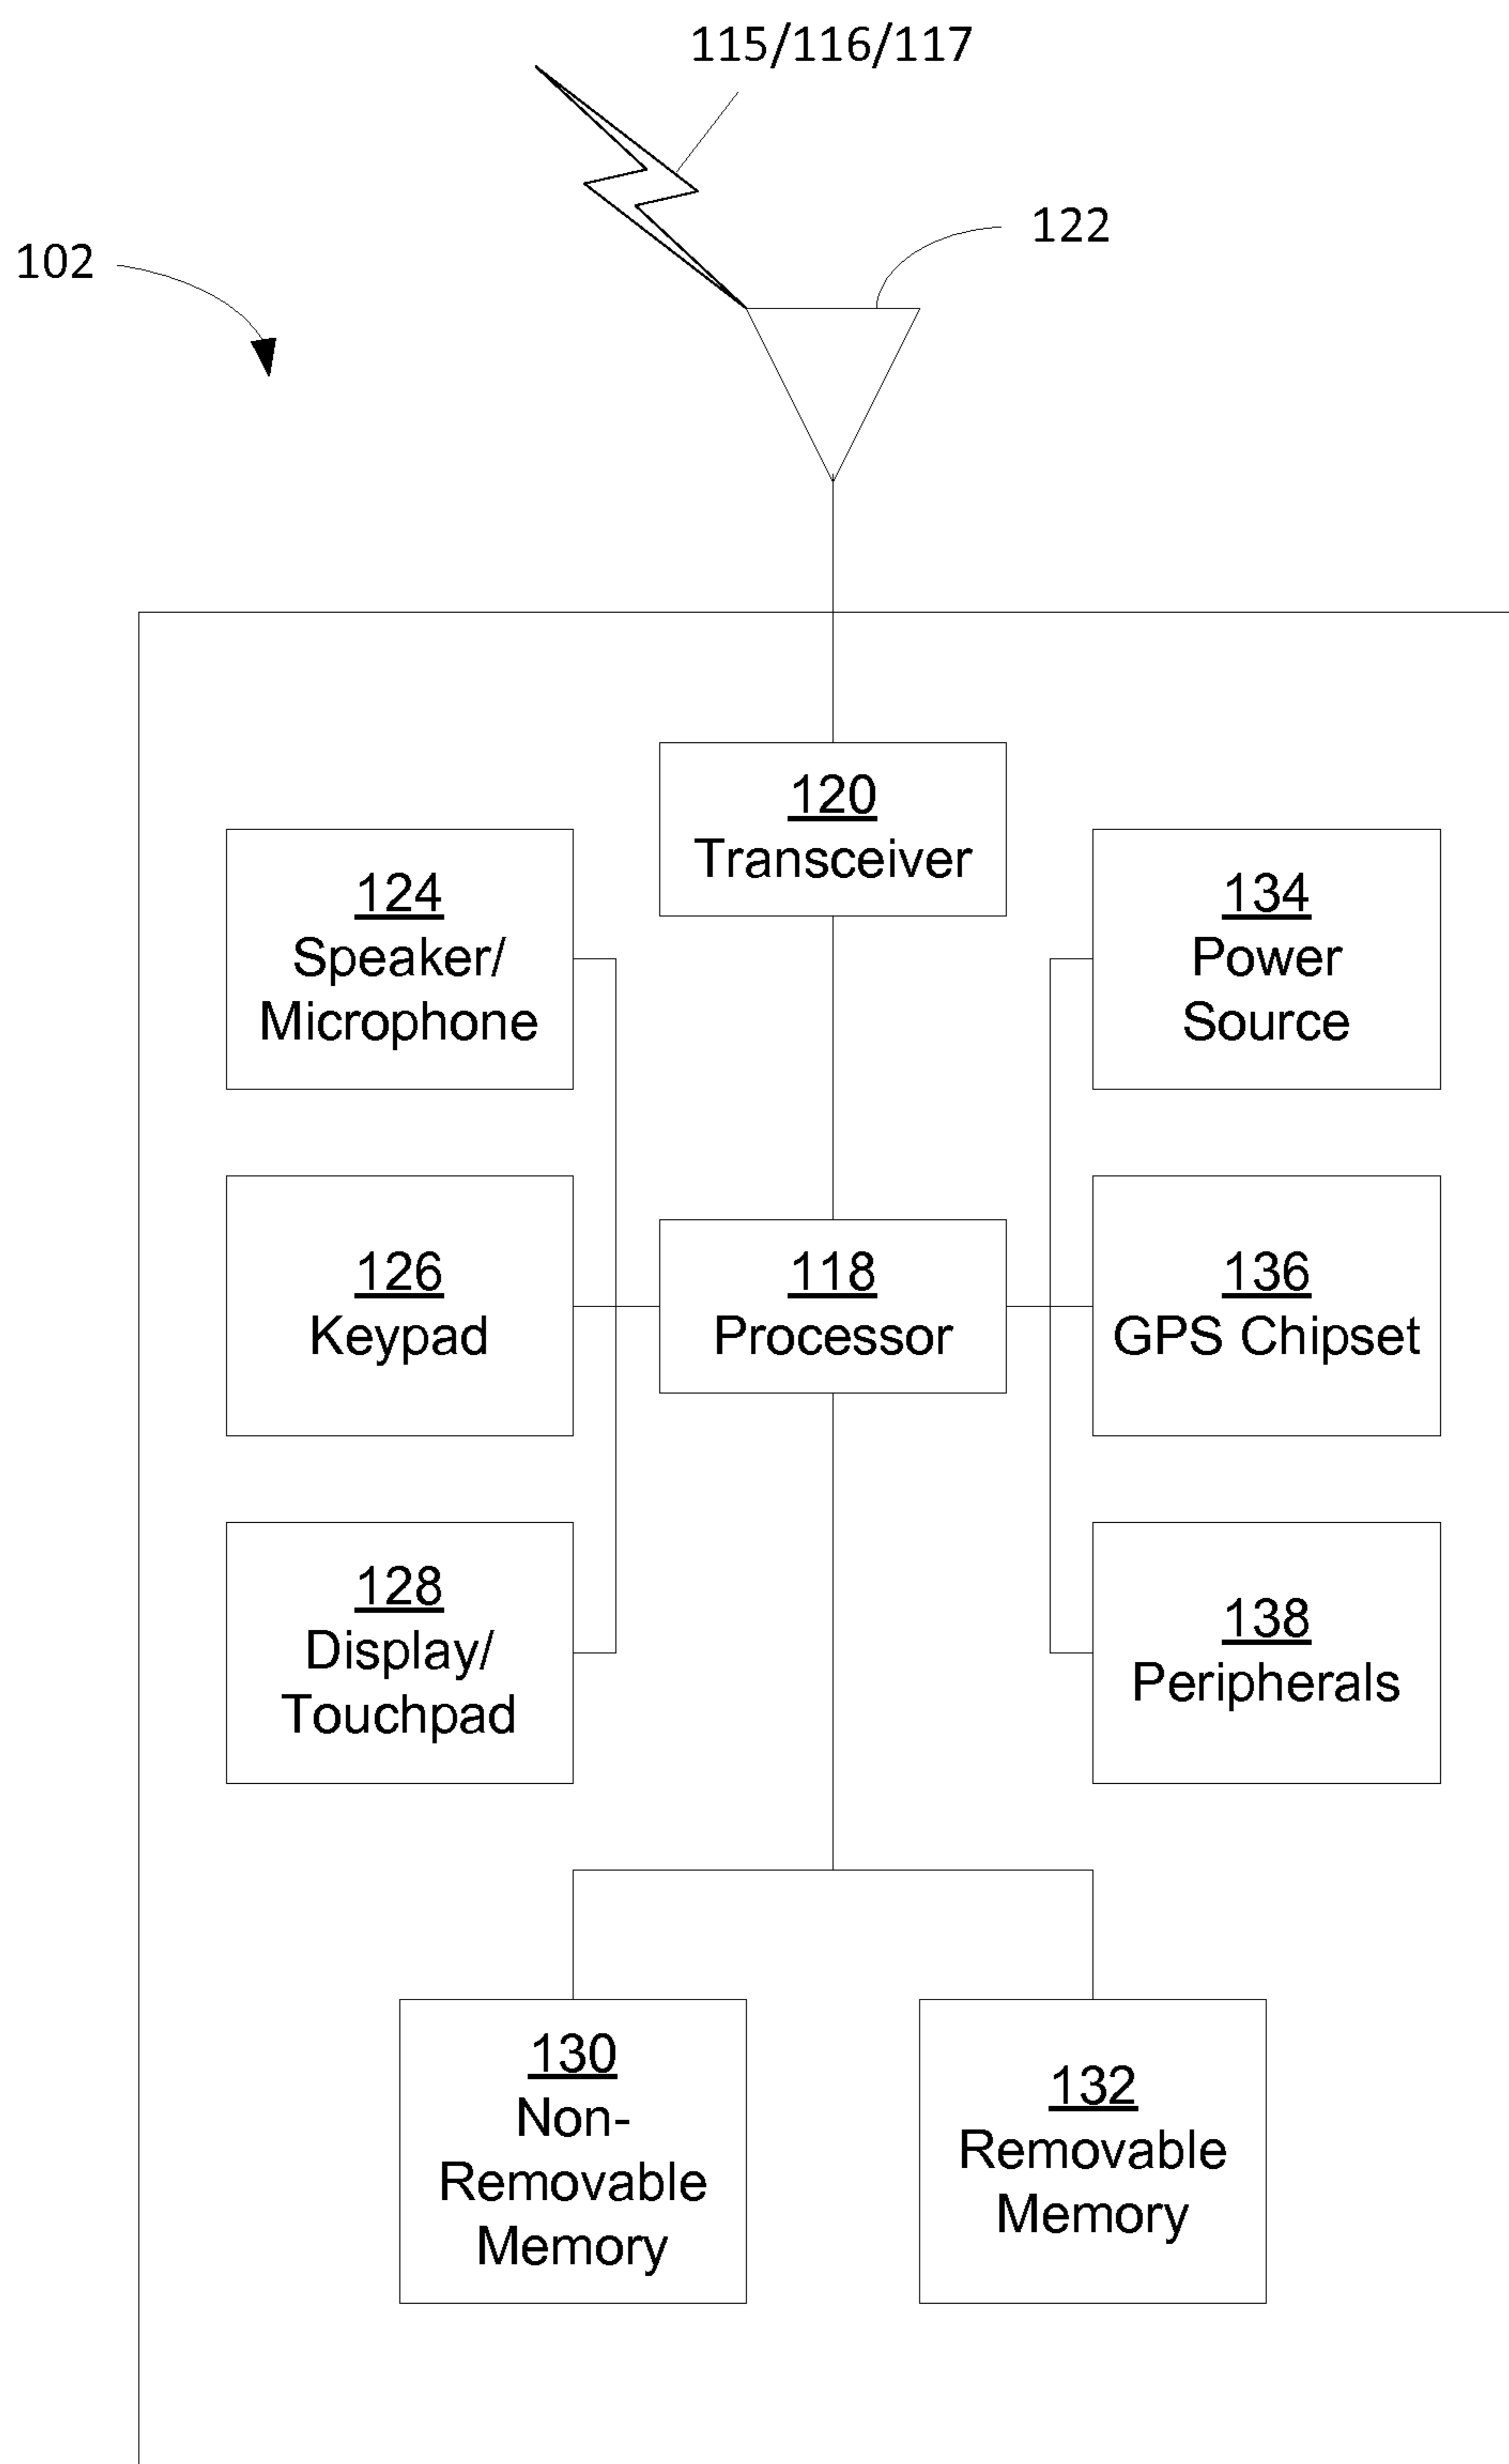 115/116/117
122
102
120
Transceiver
124
Speaker/
Microphone
134
Power
Source
126
Keypad
118
Processor
136
GPS Chipset
128
Display/
Touchpad
138
Peripherals
130
Non-
Removable
Memory
132
Removable
Memory